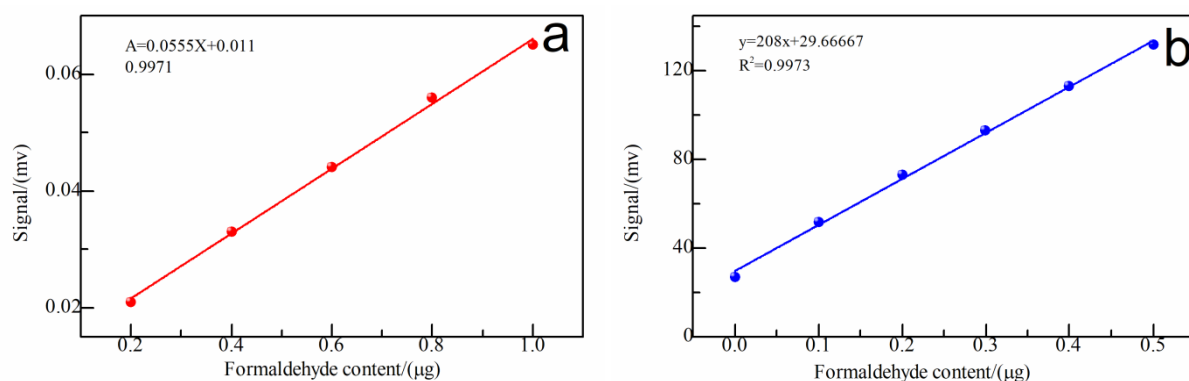 a
A=0.0555X+0.011
0.9971
Signal/(mv)
0.06
0.04
0.02
0.2 0.4 0.6 0.8 1.0
Formaldehyde content/(μg)
b
y=208x+29.66667
R²=0.9973
Signal/(mv)
120
80
40
0
0.0 0.1 0.2 0.3 0.4 0.5
Formaldehyde content/(μg)